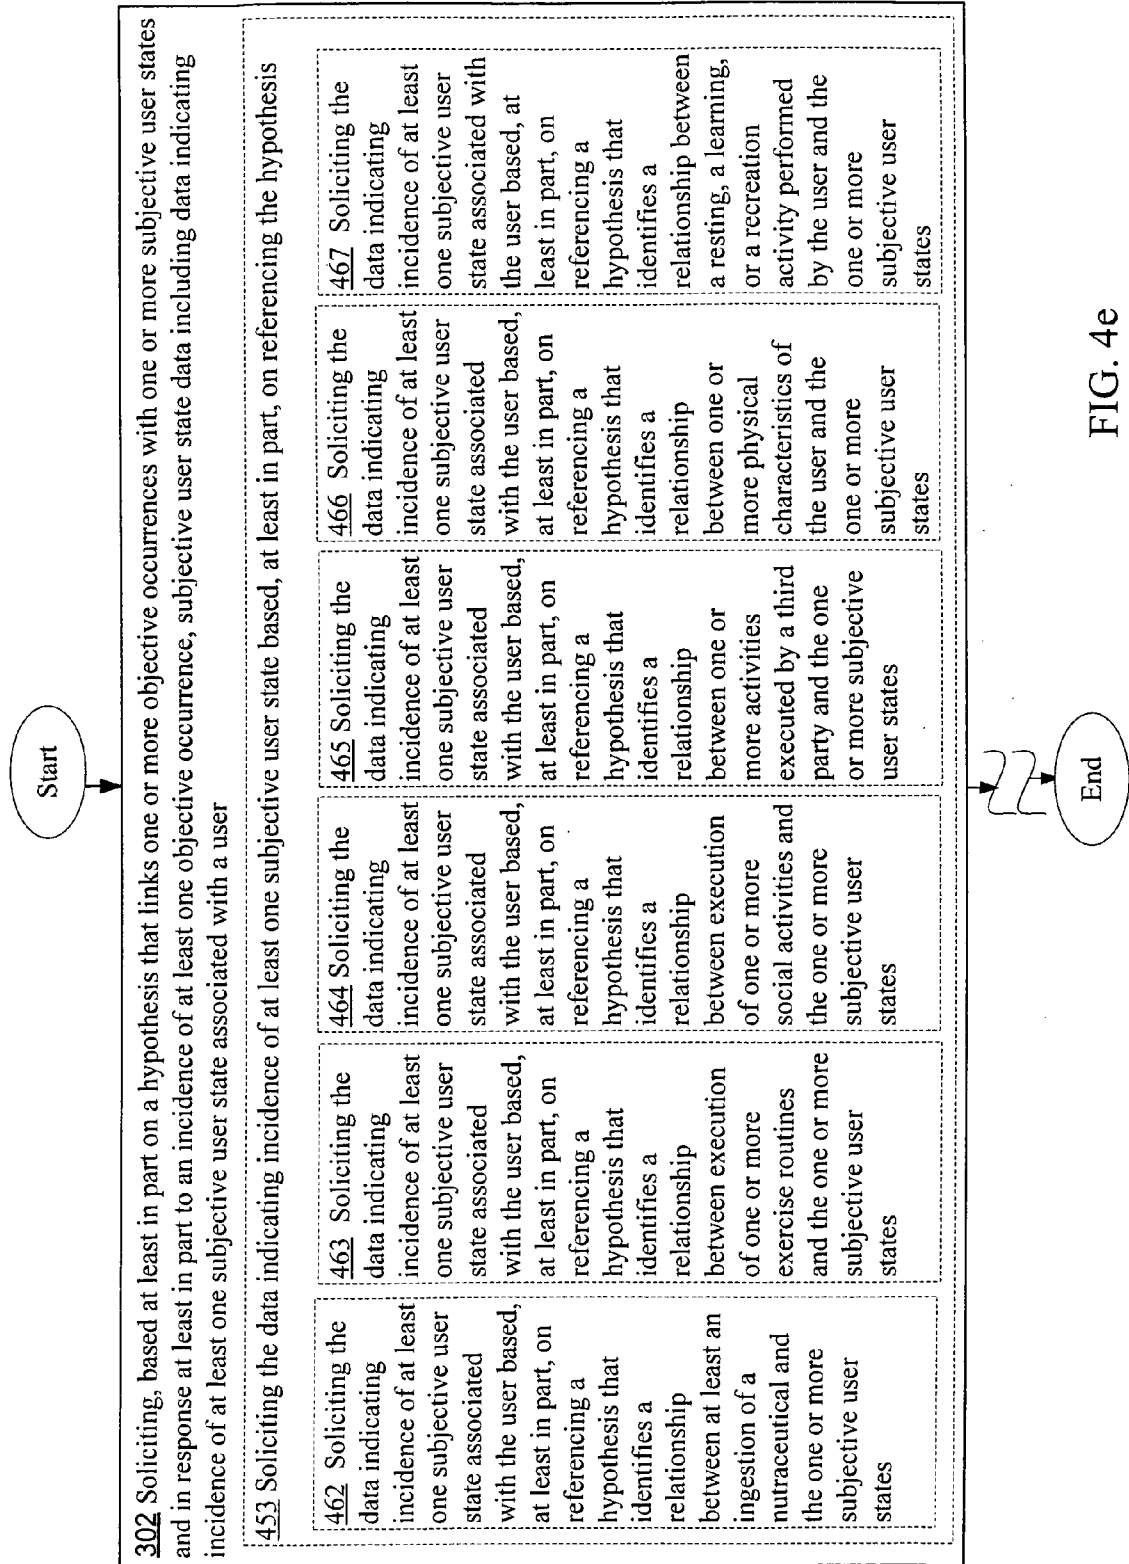 Start
302 Soliciting, based at least in part on a hypothesis that links one or more objective occurrences with one or more subjective user states
and in response at least in part to an incidence of at least one objective occurrence, subjective user state data including data indicating
incidence of at least one subjective user state associated with a user
453 Soliciting the data indicating incidence of at least one subjective user state based, at least in part, on referencing the hypothesis
462 Soliciting the
data indicating
incidence of at least
one subjective user
state associated
with the user based,
at least in part, on
referencing a
hypothesis that
identifies a
relationship
between at least an
ingestion of a
nutraceutical and
the one or more
subjective user
states
463 Soliciting the
data indicating
incidence of at least
one subjective user
state associated
with the user based,
at least in part, on
referencing a
hypothesis that
identifies a
relationship
between execution
of one or more
exercise routines
and the one or more
subjective user
states
464 Soliciting the
data indicating
incidence of at least
one subjective user
state associated
with the user based,
at least in part, on
referencing a
hypothesis that
identifies a
relationship
between execution
of one or more
social activities and
the one or more
subjective user
states
465 Soliciting the
data indicating
incidence of at least
one subjective user
state associated
with the user based,
at least in part, on
referencing a
hypothesis that
identifies a
relationship
between one or
more activities
executed by a third
party and the one
or more subjective
user states
466 Soliciting the
data indicating
incidence of at least
one subjective user
state associated
with the user based,
at least in part, on
referencing a
hypothesis that
identifies a
relationship
between one or
more physical
characteristics of
the user and the
one or more
subjective user
states
467 Soliciting the
data indicating
incidence of at least
one subjective user
state associated with
the user based, at
least in part, on
referencing a
hypothesis that
identifies a
relationship between
a resting, a learning,
or a recreation
activity performed
by the user and the
one or more
subjective user
states
End
FIG. 4e